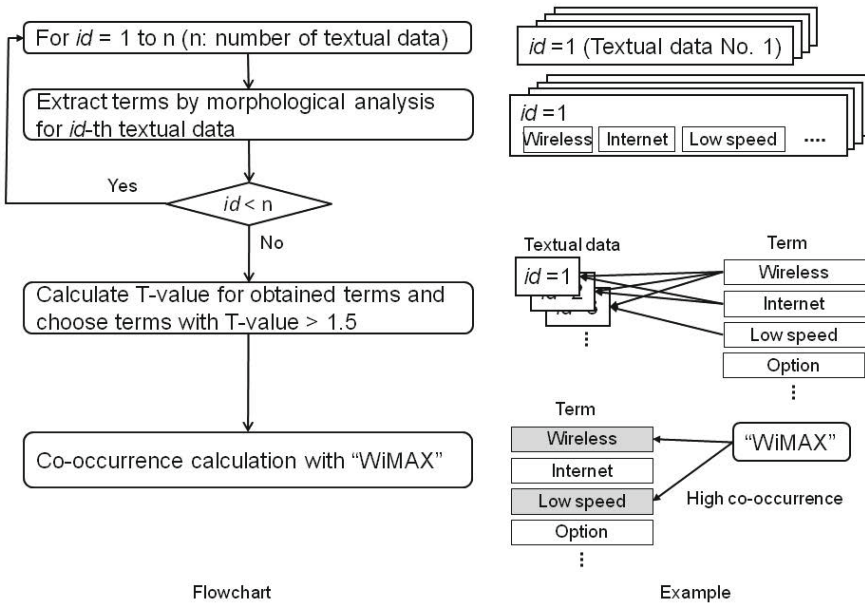 For id = 1 to n (n: number of textual data)
Extract terms by morphological analysis
for id-th textual data
Yes
id < n
No
Calculate T-value for obtained terms and
choose terms with T-value > 1.5
Co-occurrence calculation with “WiMAX”
Flowchart
id =1 (Textual data No. 1)
id =1
Wireless Internet Low speed ....
Textual data
Term
id =1
Wireless
Internet
Low speed
Option
Term
Wireless
Internet
Low speed
Option
“WiMAX”
High co-occurrence
Example